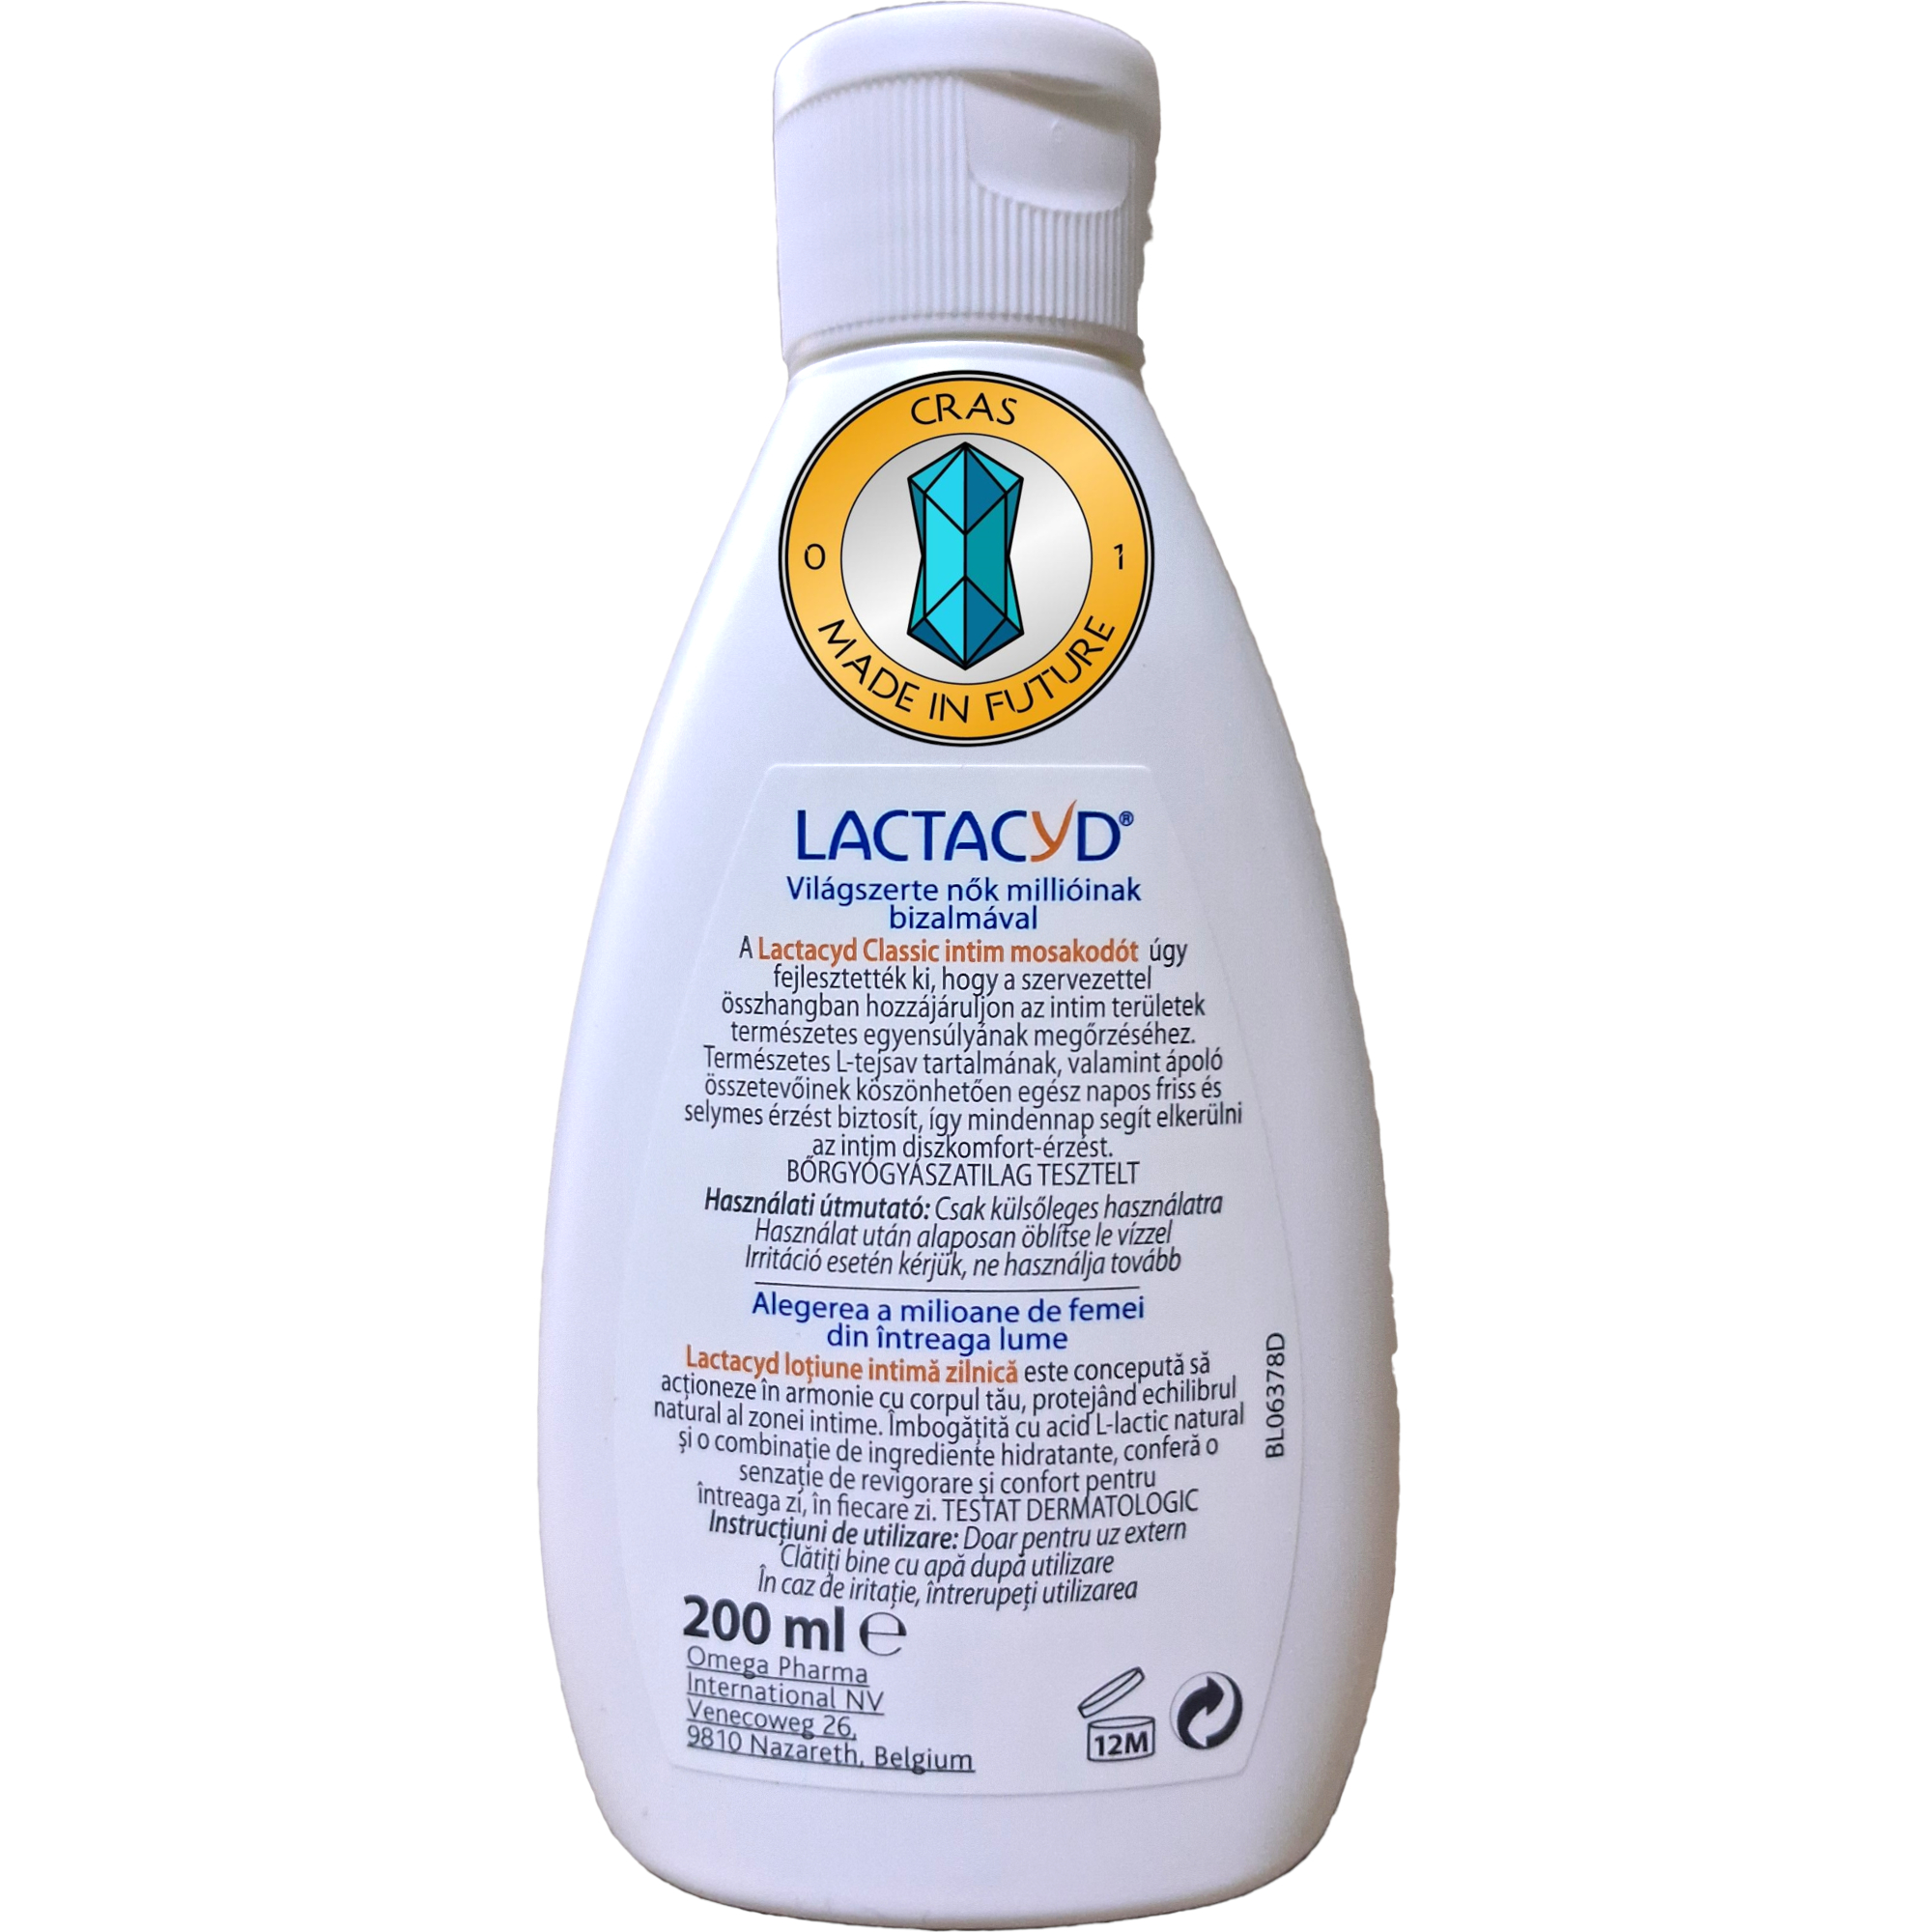 CRAS
0 1
MADE IN FUTURE
LACTACYD®
Világszerte nők millióinak
bizalmával
A Lactacyd Classic intim mosakodót úgy
fejlesztették ki, hogy a szervezettel
összhangban hozzájáruljon az intim területek
természetes egyensúlyának megőrzéséhez.
Természetes L-tejsav tartalmának, valamint ápoló
összetevőinek köszönhetően egész napos friss és
selymes érzést biztosít, így mindennap segít elkerülni
az intim diszkomfort-érzést.
BŐRGYÓGYÁSZATILAG TESZTELT
Használati útmutató: Csak külsőleges használatra
Használat után alaposan öblítse le vízzel
Irritáció esetén kérjük, ne használja tovább
Alegerea a milioane de femei
din întreaga lume
Lactacyd loțiune intimă zilnică este concepută să
acționeze în armonie cu corpul tău, protejând echilibrul
natural al zonei intime. Îmbogățită cu acid L-lactic natural
și o combinație de ingrediente hidratante, conferă o
senzație de revigorare și confort pentru
întreaga zi, în fiecare zi. TESTAT DERMATOLOGIC
Instrucțiuni de utilizare: Doar pentru uz extern
Clătiți bine cu apă după utilizare
În caz de iritație, întrerupeți utilizarea
200 ml ℮
Omega Pharma
International NV
Venecoweg 26,
9810 Nazareth, Belgium
12M
BL06378D